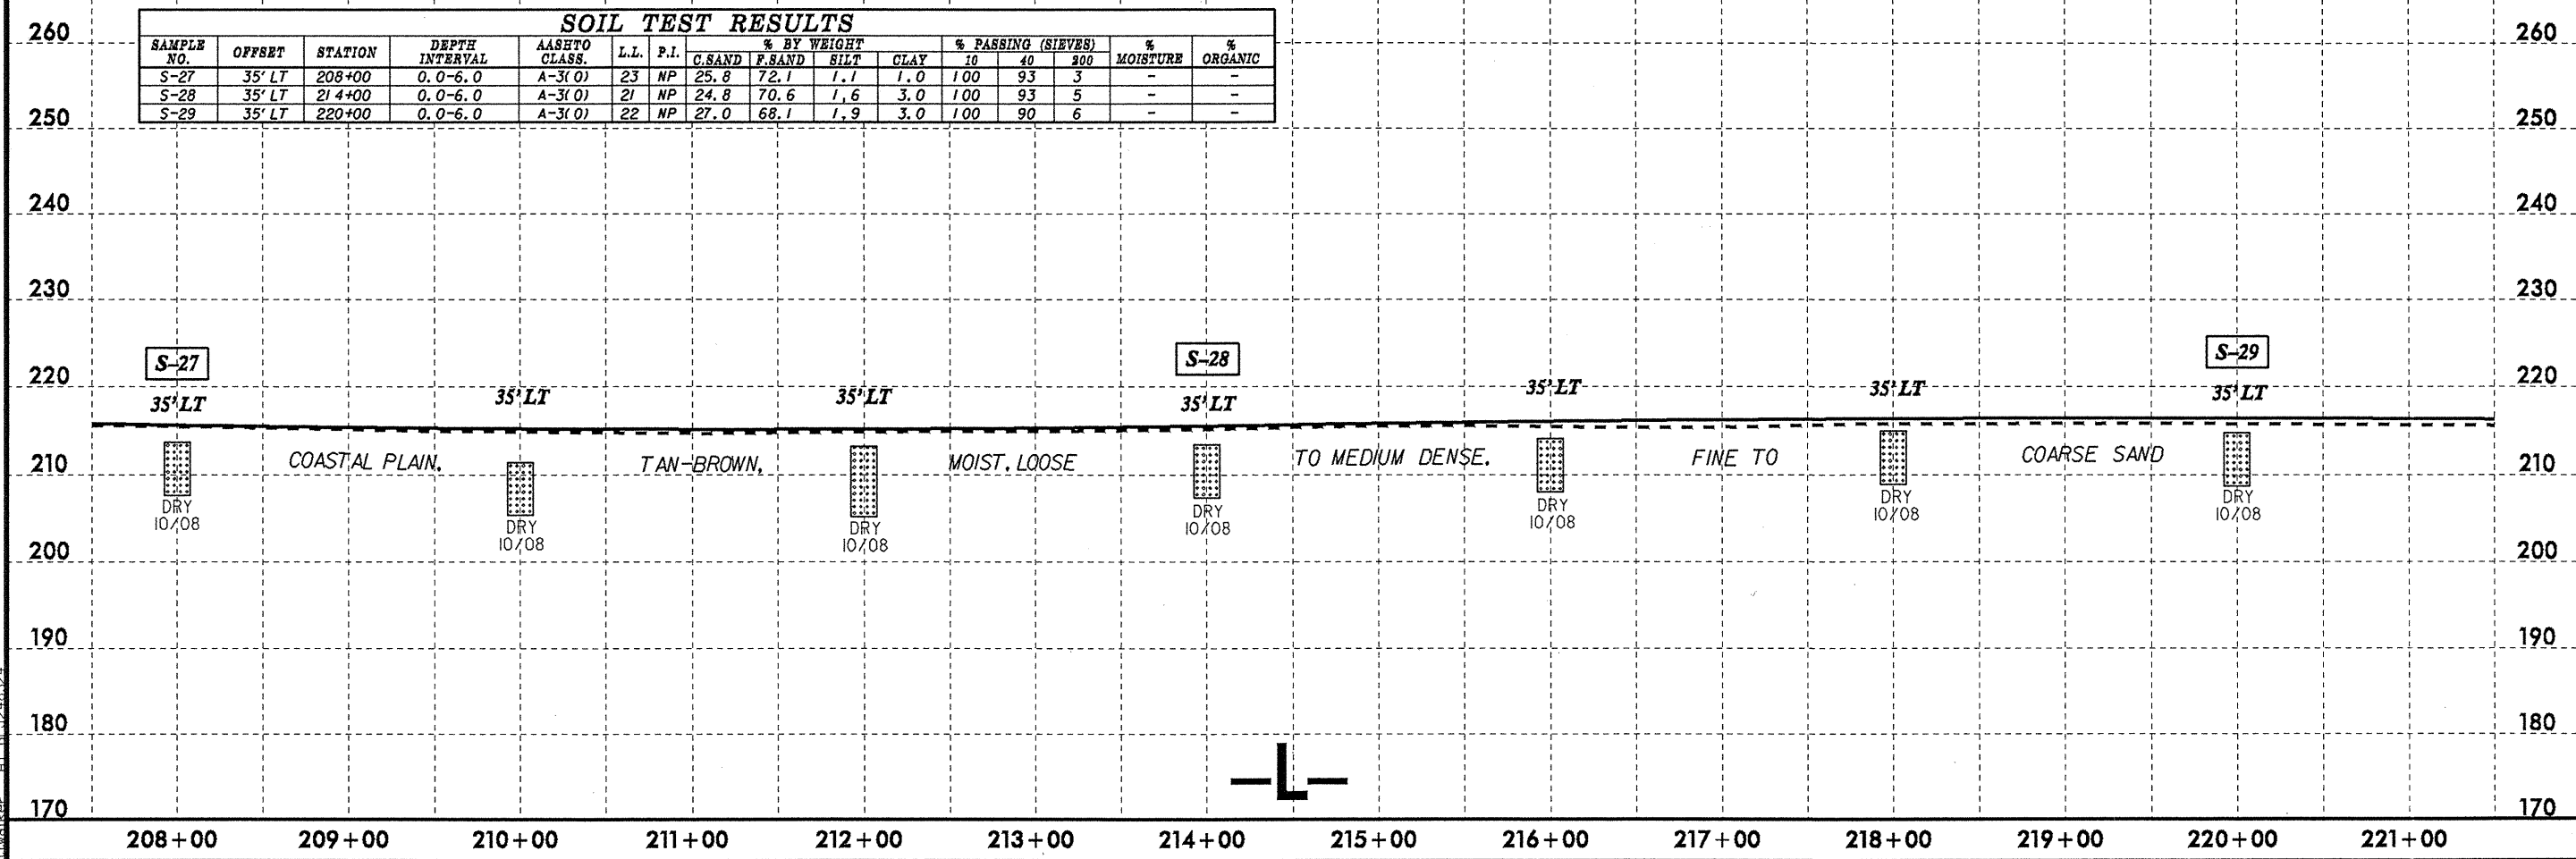 SOIL TEST RESULTS
SAMPLE NO. OFFSET STATION DEPTH INTERVAL AASHTO CLASS. L.L. P.I. % BY WEIGHT % PASSING (SIEVES) % MOISTURE % ORGANIC
C.SAND F.SAND SILT CLAY 10 40 200
S-27 35' LT 208+00 0.0-6.0 A-3(0) 23 NP 25.8 72.1 1.1 1.0 100 93 3 - -
S-28 35' LT 214+00 0.0-6.0 A-3(0) 21 NP 24.8 70.6 1.6 3.0 100 93 5 - -
S-29 35' LT 220+00 0.0-6.0 A-3(0) 22 NP 27.0 68.1 1.9 3.0 100 90 6 - -
260 260
250 250
240 240
230 230
S-27 S-28 S-29
220 220
35' LT 35' LT 35' LT 35' LT 35' LT 35' LT 35' LT
210 COASTAL PLAIN, TAN-BROWN, MOIST, LOOSE TO MEDIUM DENSE, FINE TO COARSE SAND 210
DRY DRY DRY DRY DRY DRY DRY
10/08 10/08 10/08 10/08 10/08 10/08 10/08
200 200
190 190
180 180
-L-
170 170
208+00 209+00 210+00 211+00 212+00 213+00 214+00 215+00 216+00 217+00 218+00 219+00 220+00 221+00